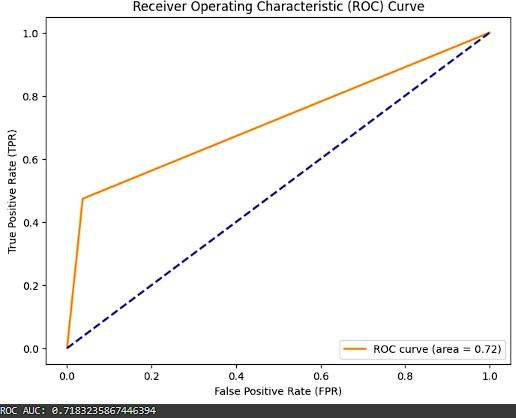 Receiver Operating Characteristic (ROC) Curve
1.0
0.8
0.6
0.4
0.2
0.0
True Positive Rate (TPR)
ROC curve (area = 0.72)
0.0 0.2 0.4 0.6 0.8 1.0
False Positive Rate (FPR)
ROC AUC: 0.7183235867446394